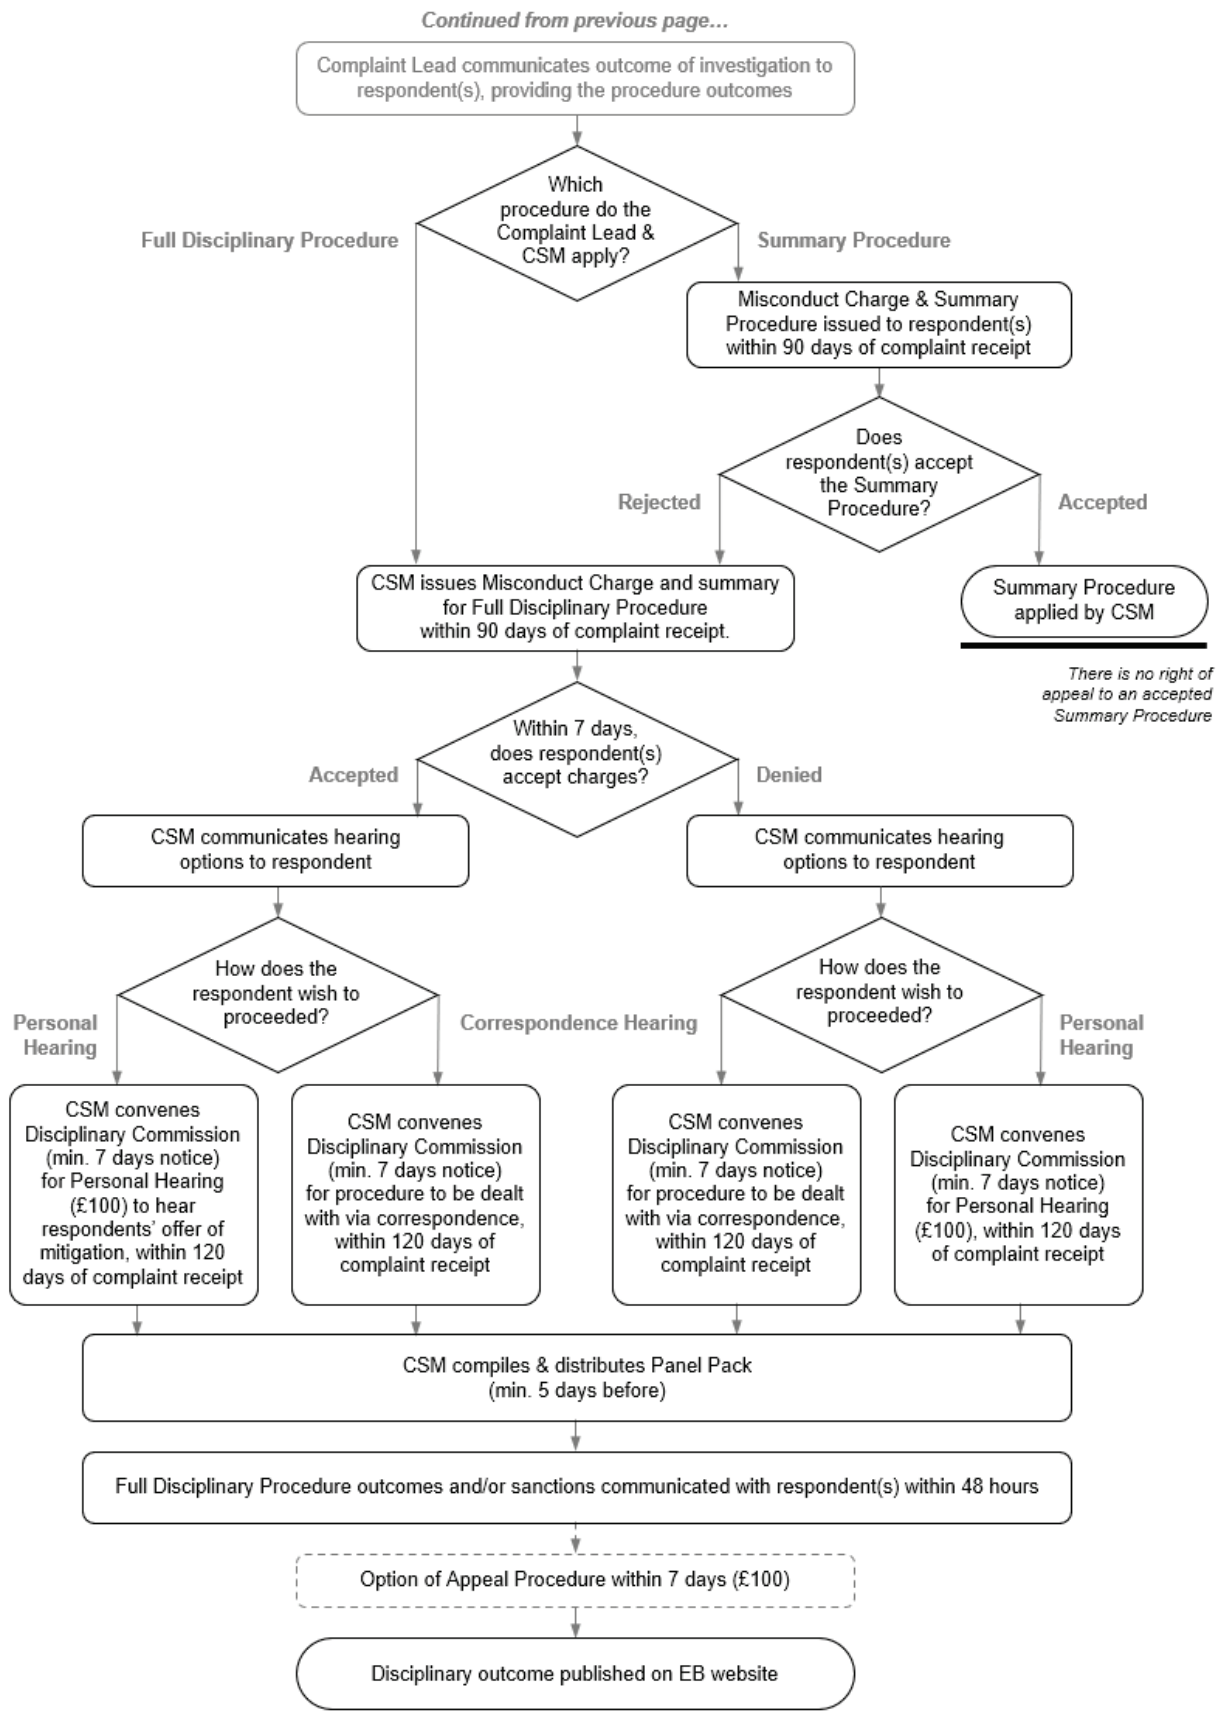 Continued from previous page...
Complaint Lead communicates outcome of investigation to
respondent(s), providing the procedure outcomes
Which
procedure do the
Complaint Lead &
CSM apply?
Full Disciplinary Procedure
Summary Procedure
Misconduct Charge & Summary
Procedure issued to respondent(s)
within 90 days of complaint receipt
Does
respondent(s) accept
the Summary
Procedure?
Rejected
Accepted
CSM issues Misconduct Charge and summary
for Full Disciplinary Procedure
within 90 days of complaint receipt.
Summary Procedure
applied by CSM
There is no right of
appeal to an accepted
Summary Procedure
Within 7 days,
does respondent(s)
accept charges?
Accepted
Denied
CSM communicates hearing
options to respondent
CSM communicates hearing
options to respondent
How does the
respondent wish to
proceeded?
How does the
respondent wish to
proceeded?
Personal
Hearing
Correspondence Hearing
Personal
Hearing
CSM convenes
Disciplinary Commission
(min. 7 days notice)
for Personal Hearing
(£100) to hear
respondents' offer of
mitigation, within 120
days of complaint receipt
CSM convenes
Disciplinary Commission
(min. 7 days notice)
for procedure to be dealt
with via correspondence,
within 120 days of
complaint receipt
CSM convenes
Disciplinary Commission
(min. 7 days notice)
for procedure to be dealt
with via correspondence,
within 120 days of
complaint receipt
CSM convenes
Disciplinary Commission
(min. 7 days notice)
for Personal Hearing
(£100), within 120 days
of complaint receipt
CSM compiles & distributes Panel Pack
(min. 5 days before)
Full Disciplinary Procedure outcomes and/or sanctions communicated with respondent(s) within 48 hours
Option of Appeal Procedure within 7 days (£100)
Disciplinary outcome published on EB website